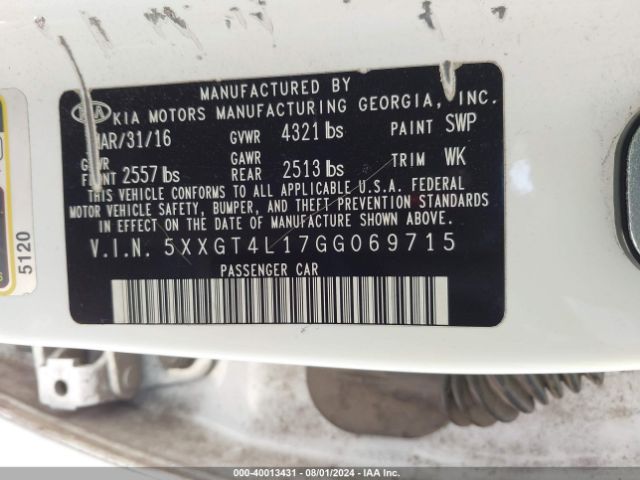 MANUFACTURED BY
KIA KIA MOTORS MANUFACTURING GEORGIA, INC.
MAR/31/16 GVWR 4321 lbs PAINT SWP
GAWR FRONT 2557 lbs GAWR REAR 2513 lbs TRIM WK
THIS VEHICLE CONFORMS TO ALL APPLICABLE U.S.A. FEDERAL
MOTOR VEHICLE SAFETY, BUMPER, AND THEFT PREVENTION STANDARDS
IN EFFECT ON THE DATE OF MANUFACTURE SHOWN ABOVE.
V.I.N. 5XXGT4L17GG069715
PASSENGER CAR
5120
000-40013431 - 08/01/2024 - IAA Inc.